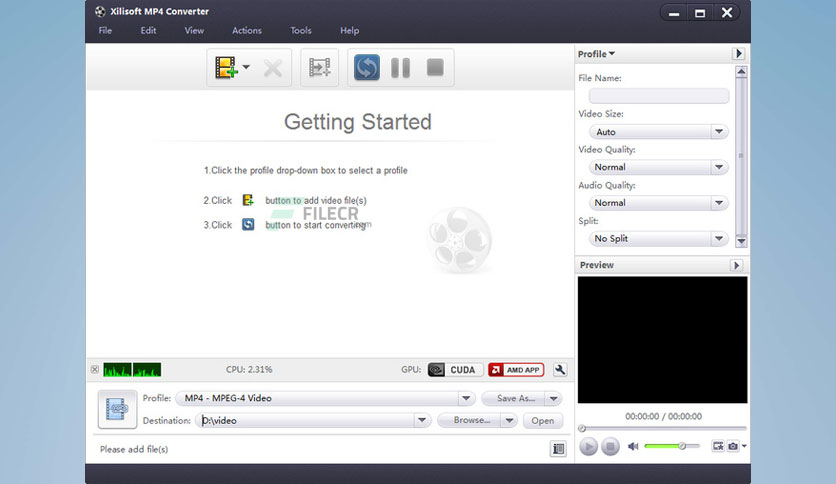 Xilisoft MP4 Converter
File Edit View Actions Tools Help
Getting Started
1.Click the profile drop-down box to select a profile
2.Click button to add video file(s)
FILECR
.com
3.Click button to start converting
CPU: 2.31% GPU: CUDA AMD APP
Profile: MP4 - MPEG-4 Video Save As...
Destination: D:\video Browse... Open
Please add file(s)
Profile
File Name:
Video Size:
Auto
Video Quality:
Normal
Audio Quality:
Normal
Split:
No Split
Preview
00:00:00 / 00:00:00